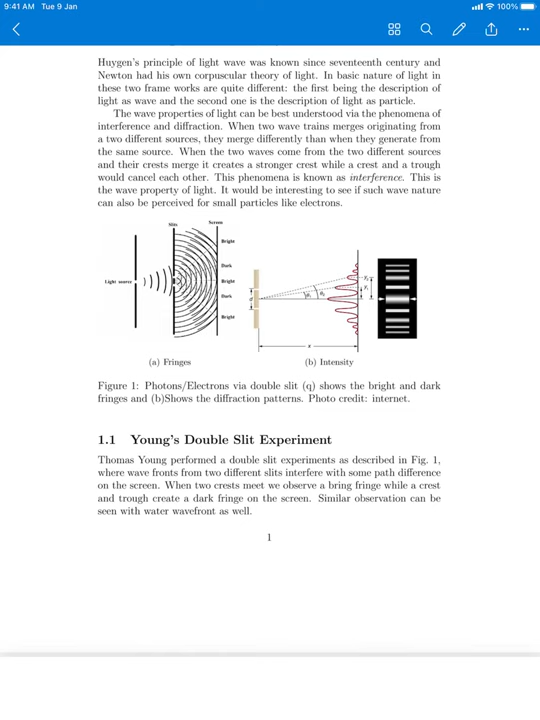 9:41 AM Tue 9 Jan
100%
Huygen's principle of light wave was known since seventeenth century and
Newton had his own corpuscular theory of light. In basic nature of light in
these two frame works are quite different: the first being the description of
light as wave and the second one is the description of light as particle.
The wave properties of light can be best understood via the phenomena of
interference and diffraction. When two wave trains merges originating from
a two different sources, they merge differently than when they generate from
the same source. When the two waves come from the two different sources
and their crests merge it creates a stronger crest while a crest and a trough
would cancel each other. This phenomena is known as interference. This is
the wave property of light. It would be interesting to see if such wave nature
can also be perceived for small particles like electrons.
Slits
Screen
Bright
Dark
Light source
Bright
Dark
Bright
x
(a) Fringes
(b) Intensity
Figure 1: Photons/Electrons via double slit (q) shows the bright and dark
fringes and (b)Shows the diffraction patterns. Photo credit: internet.
1.1 Young's Double Slit Experiment
Thomas Young performed a double slit experiments as described in Fig. 1,
where wave fronts from two different slits interfere with some path difference
on the screen. When two crests meet we observe a bring fringe while a crest
and trough create a dark fringe on the screen. Similar observation can be
seen with water wavefront as well.
1